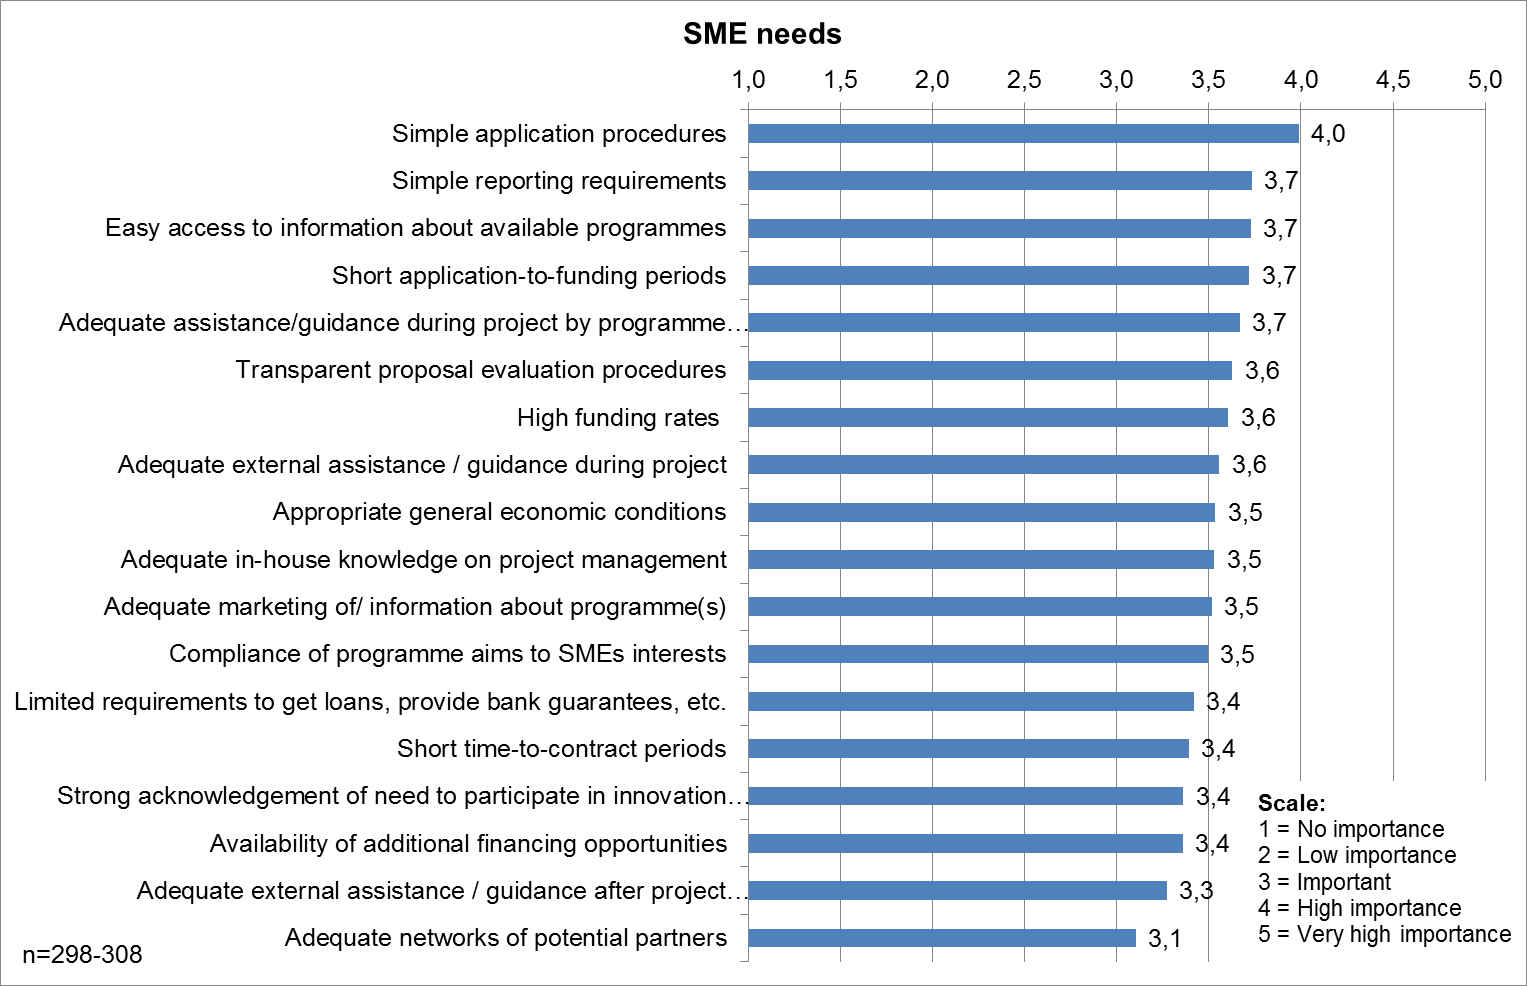 SME needs
1,0 1,5 2,0 2,5 3,0 3,5 4,0 4,5 5,0
Simple application procedures 4,0
Simple reporting requirements 3,7
Easy access to information about available programmes 3,7
Short application-to-funding periods 3,7
Adequate assistance/guidance during project by programme… 3,7
Transparent proposal evaluation procedures 3,6
High funding rates 3,6
Adequate external assistance / guidance during project 3,6
Appropriate general economic conditions 3,5
Adequate in-house knowledge on project management 3,5
Adequate marketing of/ information about programme(s) 3,5
Compliance of programme aims to SMEs interests 3,5
Limited requirements to get loans, provide bank guarantees, etc. 3,4
Short time-to-contract periods 3,4
Strong acknowledgement of need to participate in innovation… 3,4
Availability of additional financing opportunities 3,4
Adequate external assistance / guidance after project… 3,3
Adequate networks of potential partners 3,1
Scale:
1 = No importance
2 = Low importance
3 = Important
4 = High importance
5 = Very high importance
n=298-308